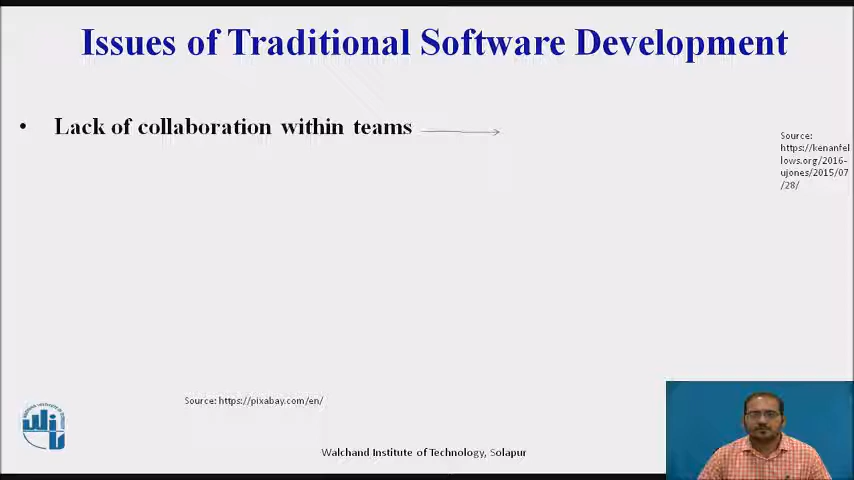 Issues of Traditional Software Development
• Lack of collaboration within teams
Source:
https://kenanfel
lows.org/2016-
ujones/2015/07
/28/
Source: https://pixabay.com/en/
Walchand Institute of Technology, Solapur